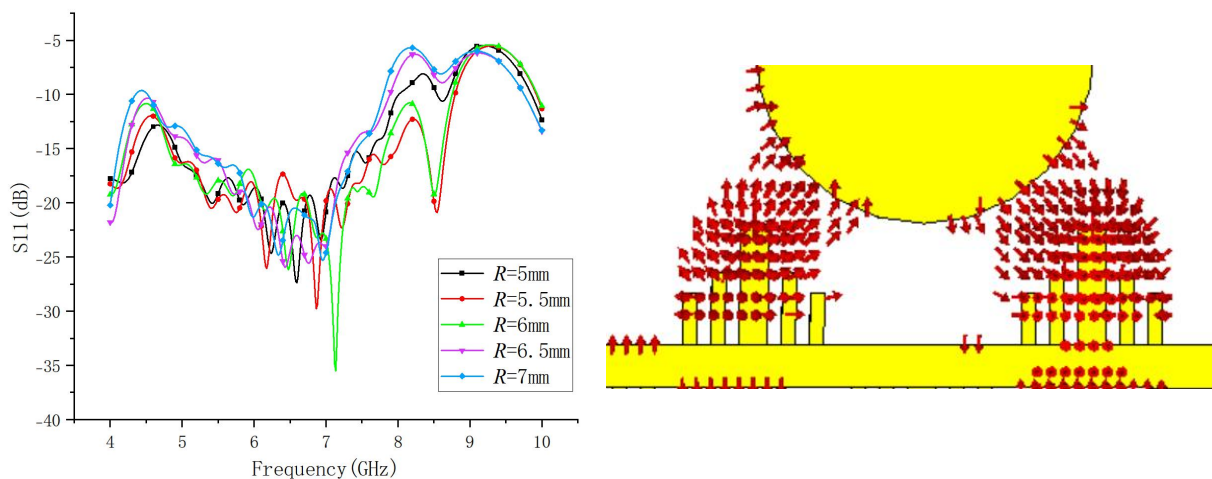 -5
-10
-15
-20
-25
-30
-35
-40
S11(dB)
R=5mm
R=5.5mm
R=6mm
R=6.5mm
R=7mm
4 5 6 7 8 9 10
Frequency(GHz)